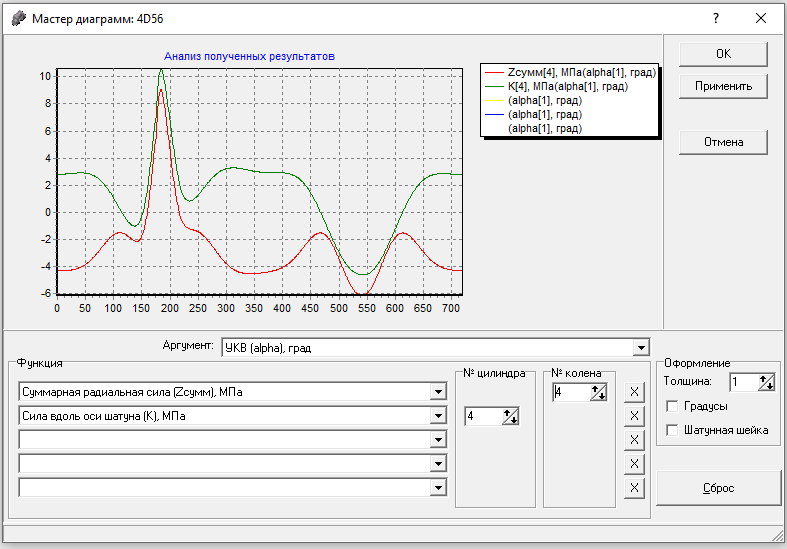 Мастер диаграмм: 4D56
?
Анализ полученных результатов
10
8
6
4
2
0
-2
-4
-6
0 50 100 150 200 250 300 350 400 450 500 550 600 650 700
Zсумм[4], МПа(alpha[1], град)
K[4], МПа(alpha[1], град)
(alpha[1], град)
(alpha[1], град)
(alpha[1], град)
OK
Применить
Отмена
Аргумент: УКВ (alpha), град
Функция
Суммарная радиальная сила (Zсумм), МПа
Сила вдоль оси шатуна (K), МПа
№ цилиндра
4
№ колена
4
X
X
X
X
X
Оформление
Толщина: 1
Градусы
Шатунная шейка
Сброс